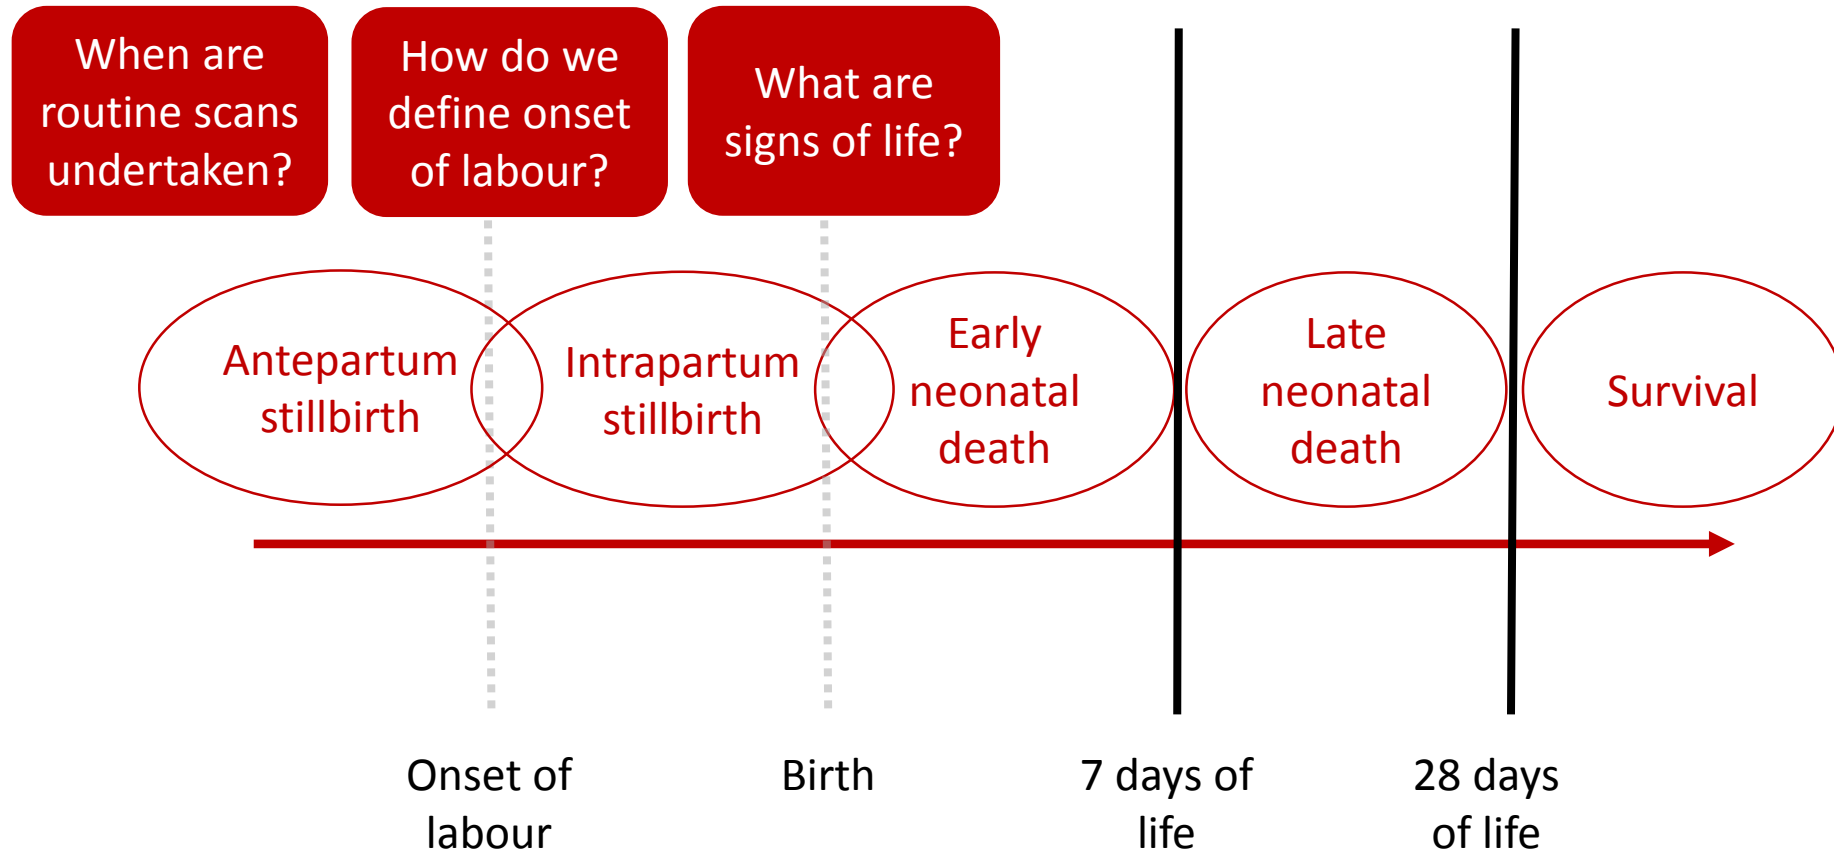 When are
routine scans
undertaken?
How do we
define onset
of labour?
What are
signs of life?
Antepartum
stillbirth
Intrapartum
stillbirth
Early
neonatal
death
Late
neonatal
death
Survival
Onset of
labour
Birth
7 days of
life
28 days
of life